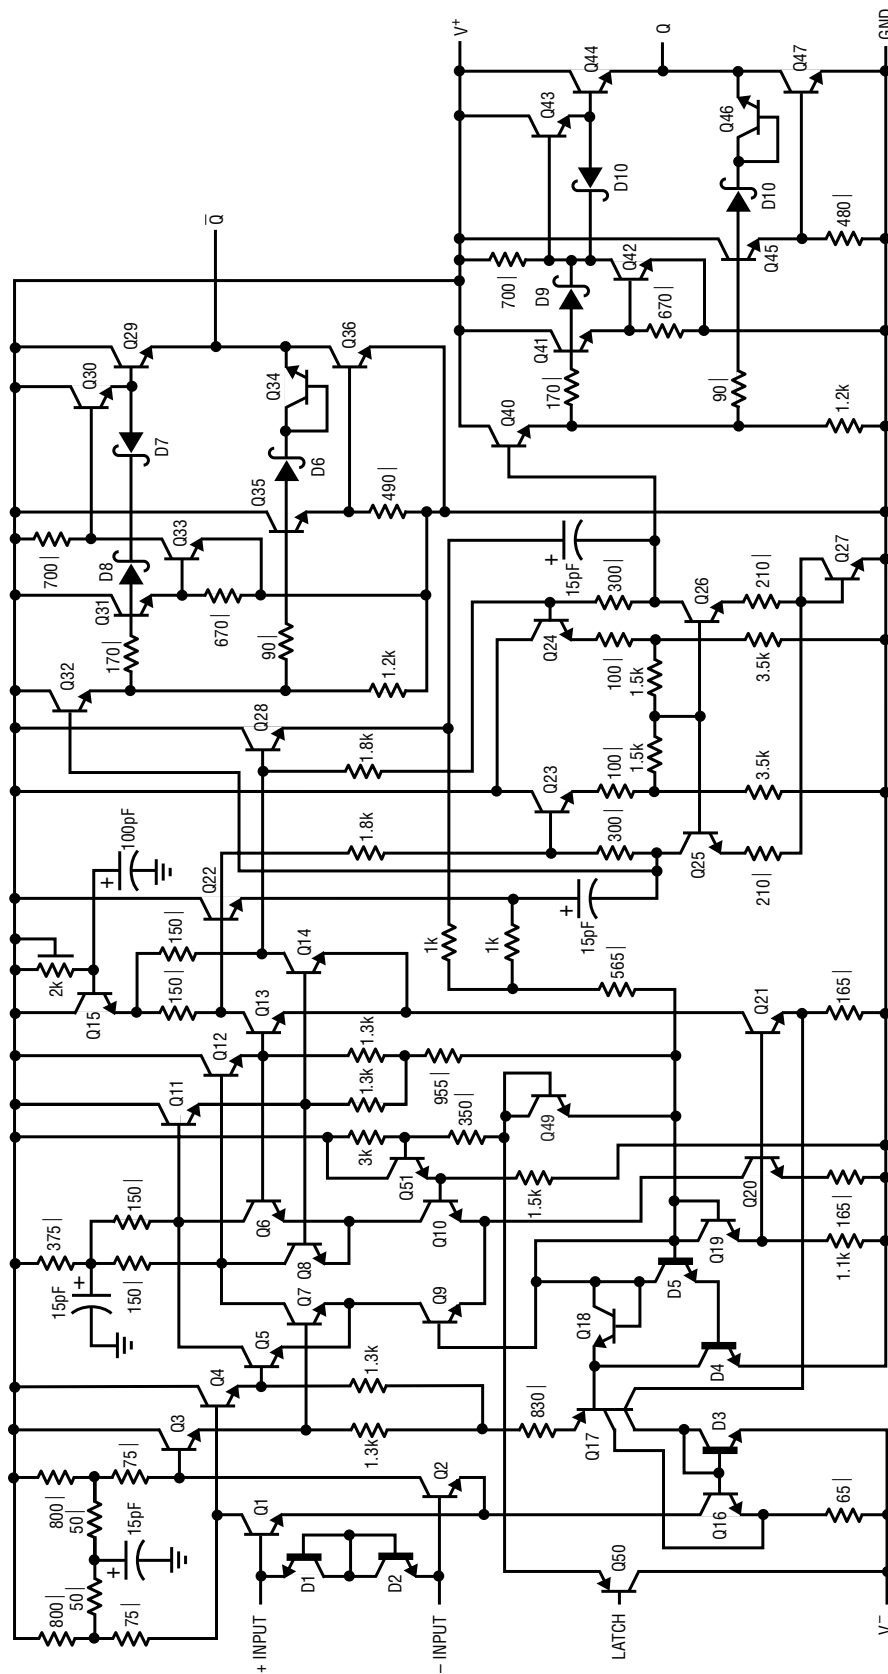 800|
75|
50
50
800|
75|
15pF
+
Q3
Q4
375
15pF
+
150|
150|
Q11
Q12
2k
Q15
150|
150|
100pF
+
Q22
Q32
Q31
D8
700|
170|
Q33
Q30
D7
Q29
Q̅
+ INPUT
Q1
D1
D2
– INPUT
Q2
Q5
Q7
Q8
Q6
Q13
Q14
Q28
670|
90|
Q35
D6
Q34
Q36
1.3k
1.3k
Q9
Q10
3k
Q51
350|
1.3k
1.3k
955
1.8k
1.8k
1.2k
490|
1k
1k
565
15pF
+
300|
Q23
100|
1.5k
1.5k
100|
Q24
300|
15pF
+
V+
Q40
170|
Q41
D9
700|
Q43
D10
Q44
Q
LATCH
Q50
830|
Q17
Q18
D5
D4
Q19
1.5k
Q49
Q25
Q26
670|
Q42
90|
D10
Q45
Q46
Q47
Q16
D3
65|
1.1k
165|
Q20
Q21
165|
210|
3.5k
3.5k
210|
Q27
1.2k
480|
V–
GND